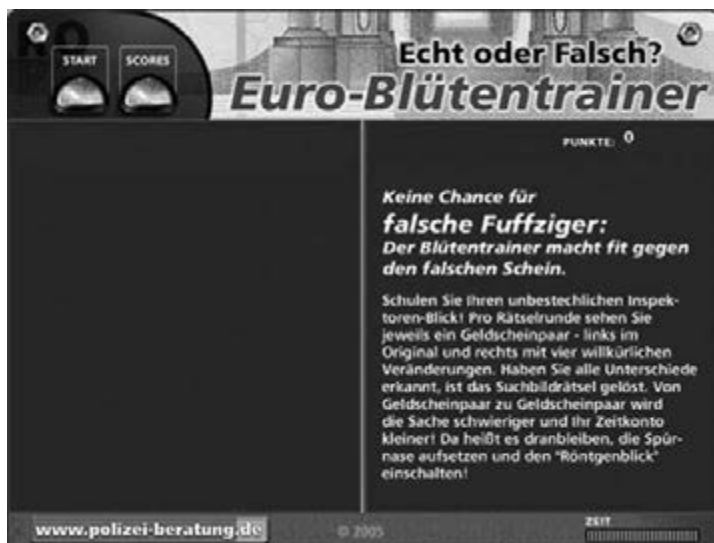 START SCORES
Echt oder Falsch?
Euro-Blütentrainer
PUNKTE: 0
Keine Chance für
falsche Fuffziger:
Der Blütentrainer macht fit gegen
den falschen Schein.
Schulen Sie Ihren unbestechlichen Inspek-
toren-Blick! Pro Rätselrunde sehen Sie
jeweils ein Geldscheinpaar - links im
Original und rechts mit vier willkürlichen
Veränderungen. Haben Sie alle Unterschiede
erkannt, ist das Suchbildrätsel gelöst. Von
Geldscheinpaar zu Geldscheinpaar wird
die Sache schwieriger und Ihr Zeitkonto
kleiner! Da heißt es dranbleiben, die Spür-
nase aufsetzen und den "Röntgenblick"
einschalten!
www.polizei-beratung.de
© 2005
ZEIT